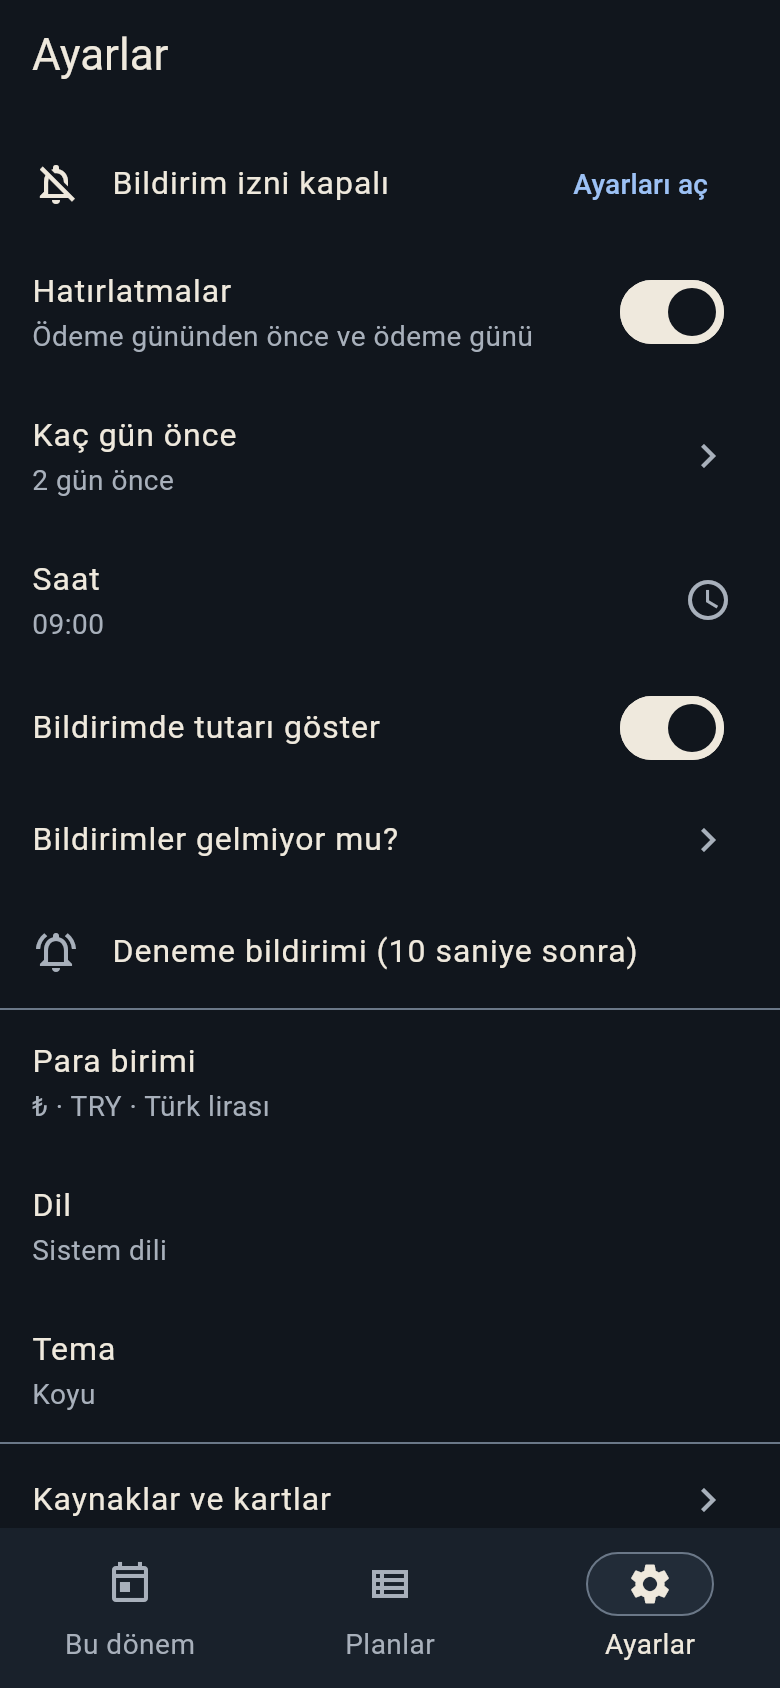 Ayarlar
Bildirim izni kapalı
Ayarları aç
Hatırlatmalar
Ödeme gününden önce ve ödeme günü
Kaç gün önce
2 gün önce
Saat
09:00
Bildirimde tutarı göster
Bildirimler gelmiyor mu?
Deneme bildirimi (10 saniye sonra)
Para birimi
₺ · TRY · Türk lirası
Dil
Sistem dili
Tema
Koyu
Kaynaklar ve kartlar
Bu dönem
Planlar
Ayarlar